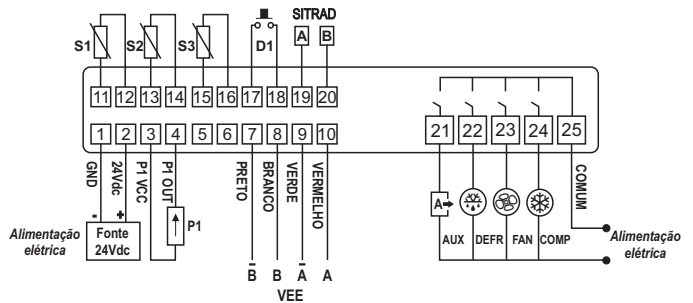 SITRAD
S1 S2 S3 D1 A B
11 12 13 14 15 16 17 18 19 20
1 2 3 4 5 6 7 8 9 10
21 22 23 24 25
GND
24Vdc
P1 VCC
P1 OUT
PRETO
BRANCO
VERDE
VERMELHO
COMUM
- +
Fonte
24Vdc
Alimentação
elétrica
P1
A
AUX DEFR FAN COMP
Alimentação
elétrica
B̅ B A̅ A
VEE